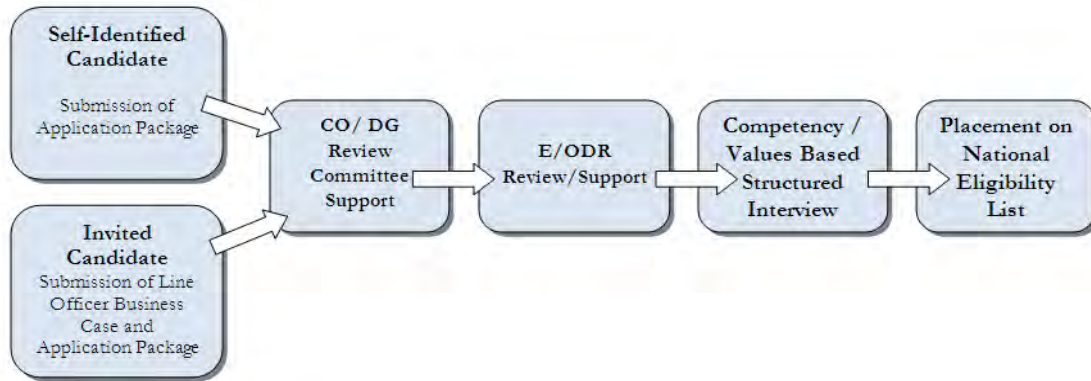 Self-Identified
Candidate
Submission of
Application Package
Invited
Candidate
Submission of Line
Officer Business
Case and
Application Package
CO/ DG
Review
Committee
Support
E/ODR
Review/Support
Competency /
Values Based
Structured
Interview
Placement on
National
Eligibility
List